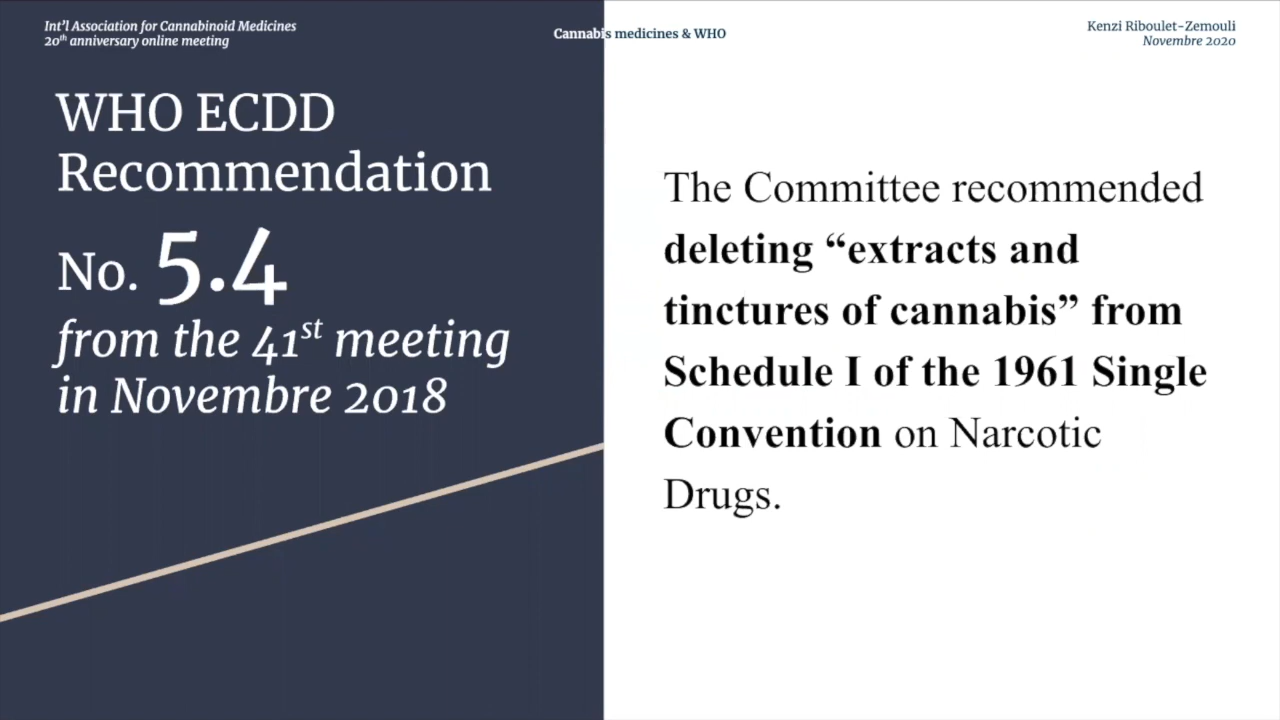 Int'l Association for Cannabinoid Medicines
20th anniversary online meeting
Cannabis medicines & WHO
Kenzi Riboulet-Zemouli
Novembre 2020
WHO ECDD
Recommendation
No. 5.4
from the 41st meeting
in Novembre 2018
The Committee recommended
deleting “extracts and
tinctures of cannabis” from
Schedule I of the 1961 Single
Convention on Narcotic
Drugs.